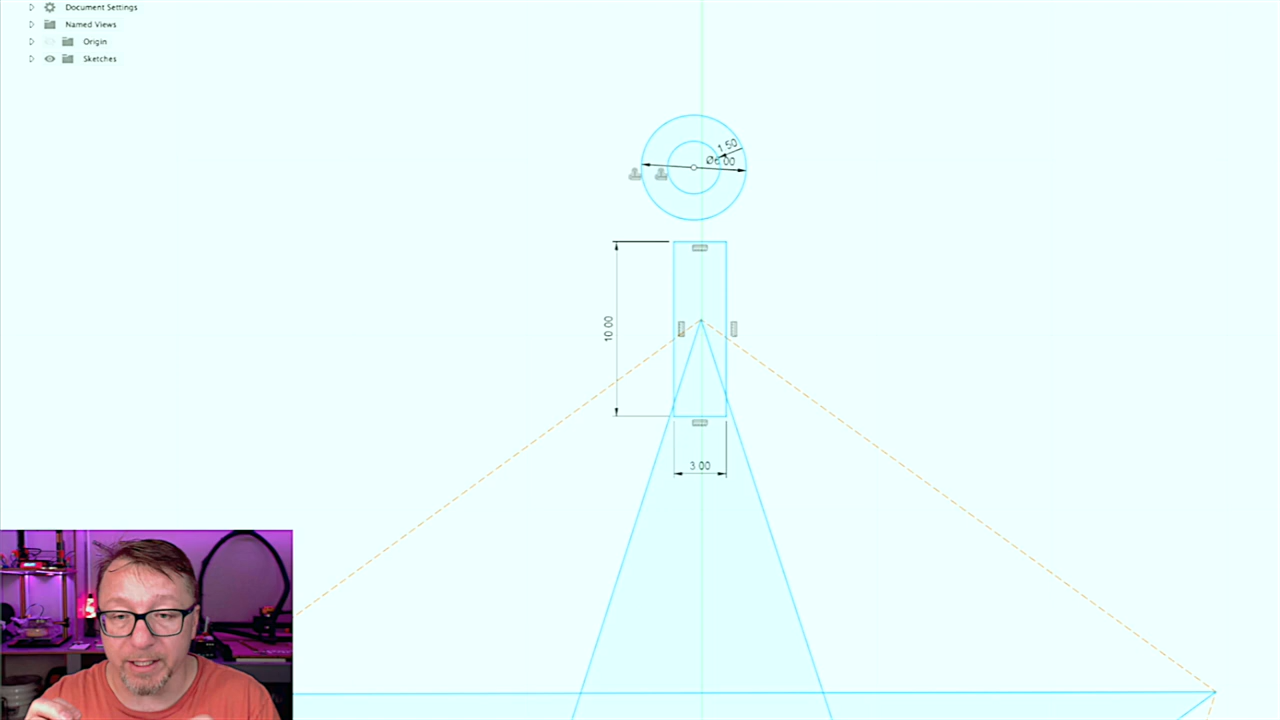 Document Settings
Named Views
Origin
Sketches
1.50
Ø6.00
10.00
3.00